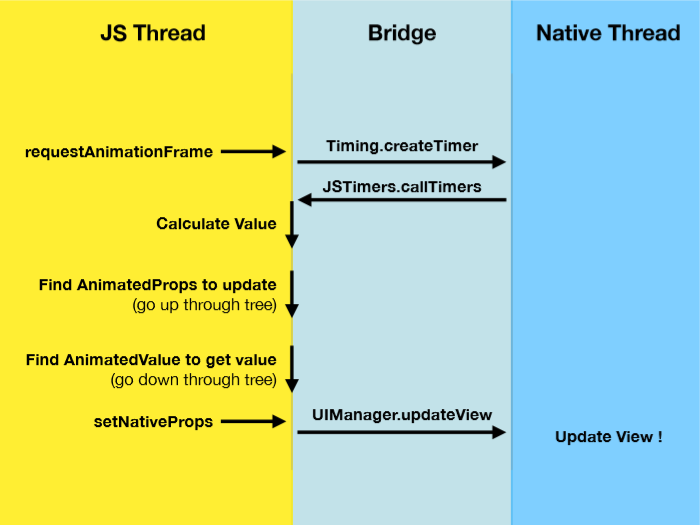 JS Thread
Bridge
Native Thread
requestAnimationFrame
Timing.createTimer
JSTimers.callTimers
Calculate Value
Find AnimatedProps to update
(go up through tree)
Find AnimatedValue to get value
(go down through tree)
setNativeProps
UIManager.updateView
Update View !